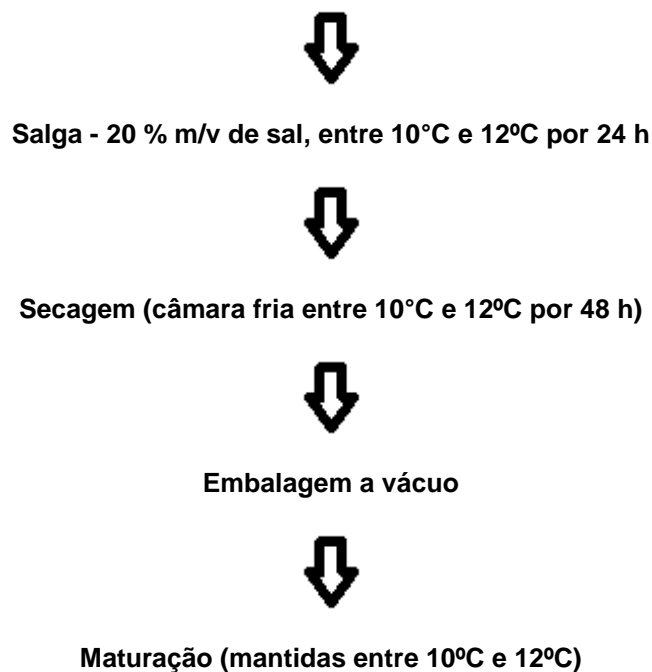 Salga - 20 % m/v de sal, entre 10°C e 12ºC por 24 h
Secagem (câmara fria entre 10°C e 12ºC por 48 h)
Embalagem a vácuo
Maturação (mantidas entre 10ºC e 12ºC)